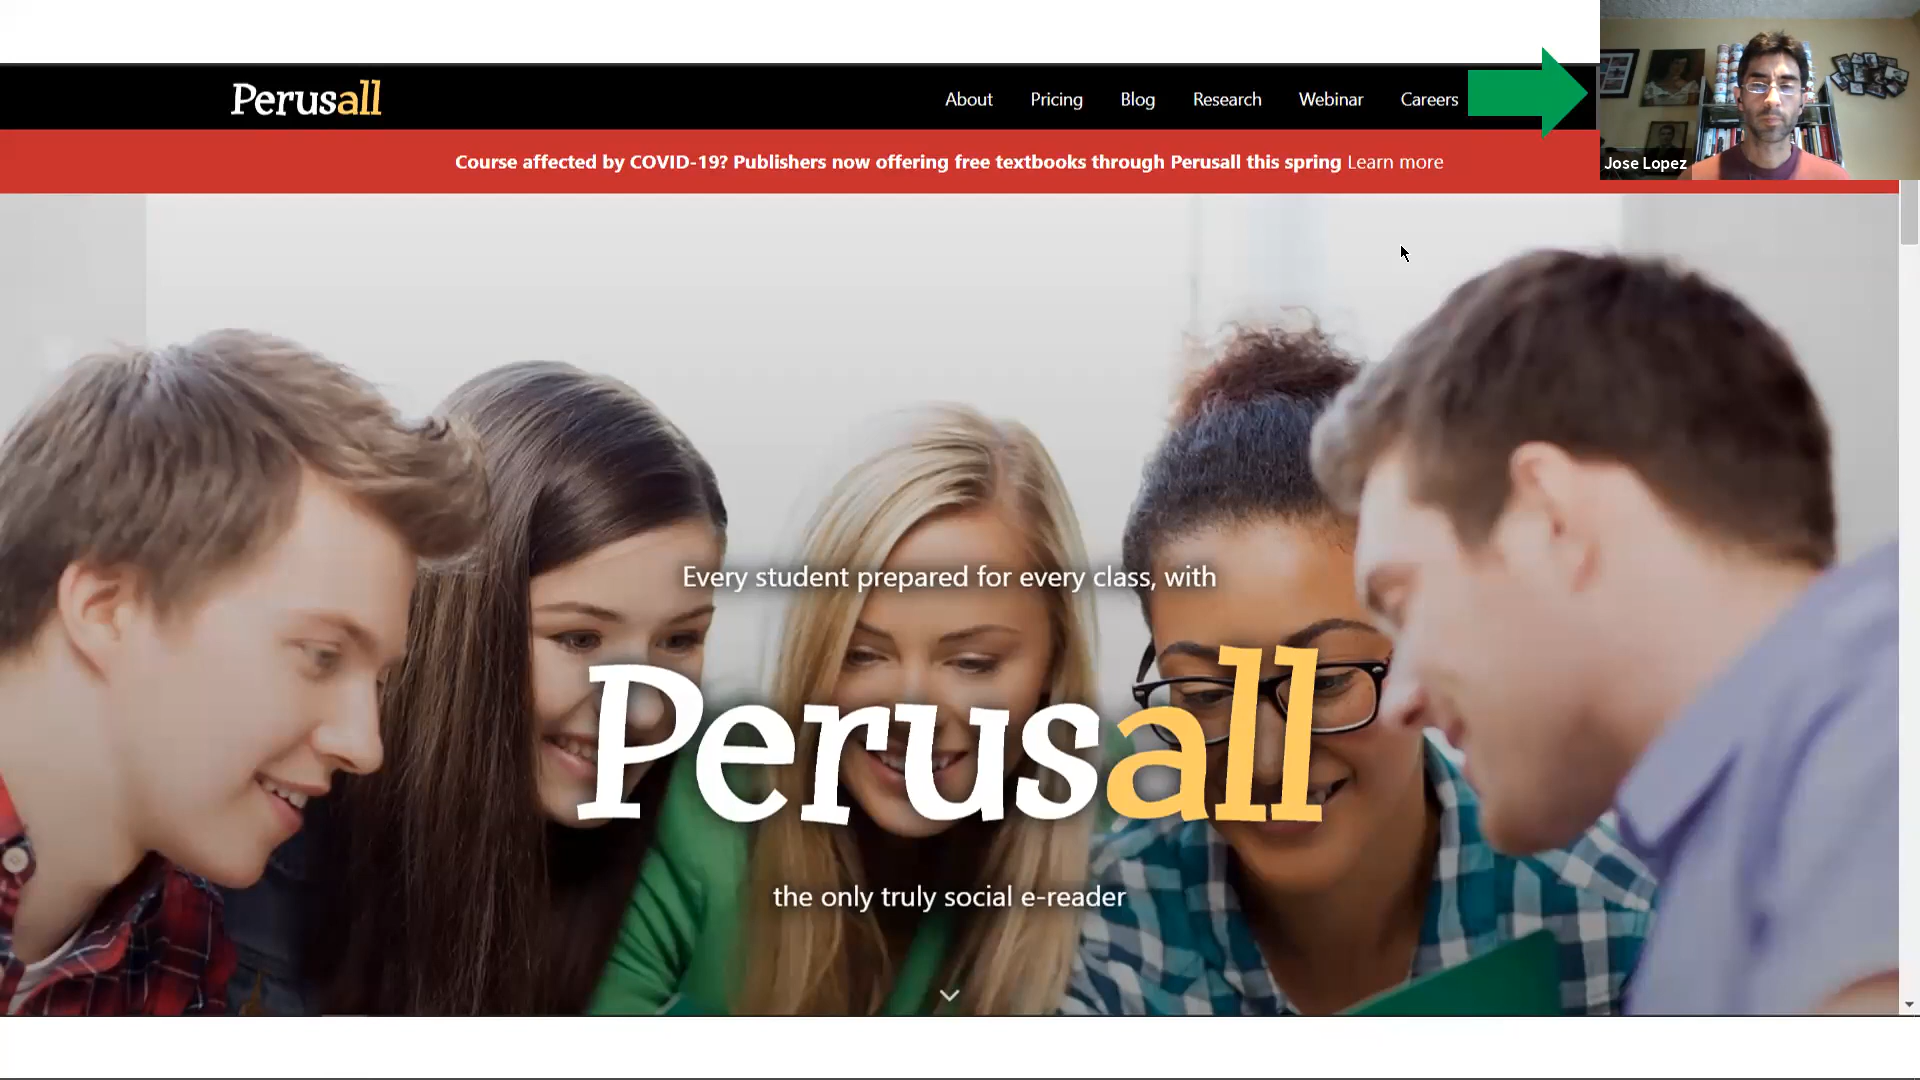 Perusall
About Pricing Blog Research Webinar Careers
Course affected by COVID-19? Publishers now offering free textbooks through Perusall this spring Learn more
Jose Lopez
Every student prepared for every class, with
Perusall
the only truly social e-reader